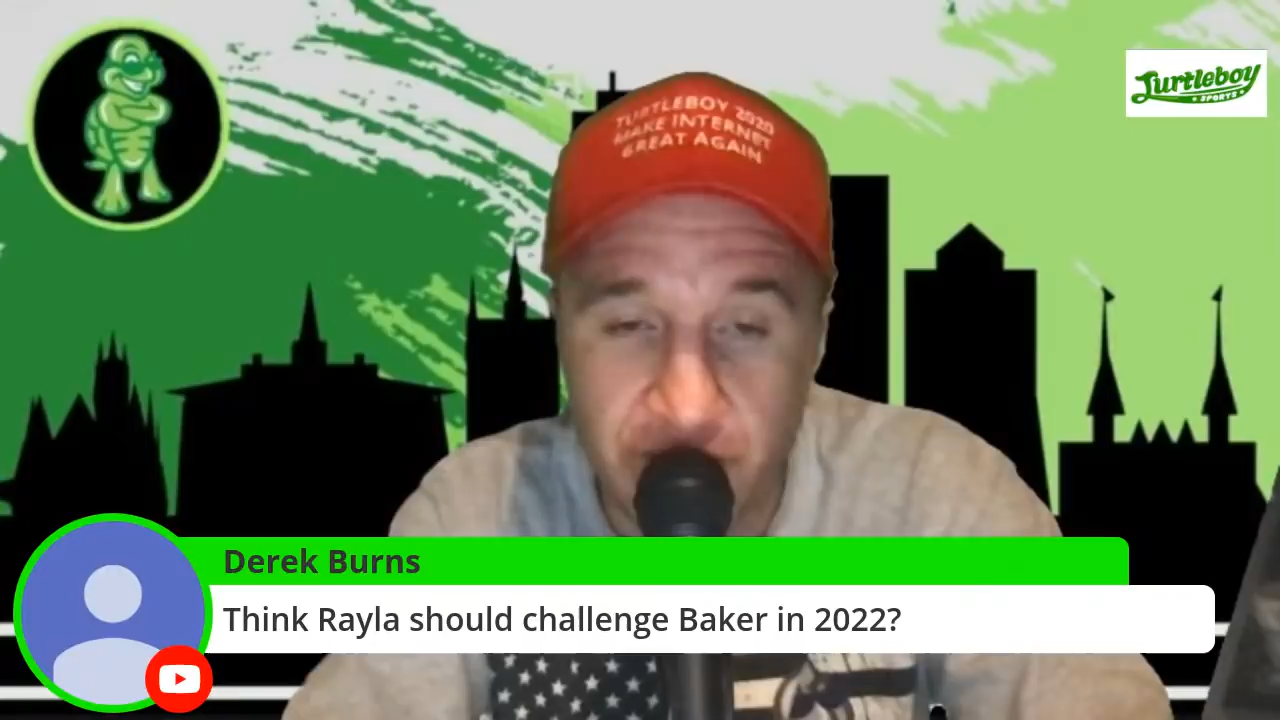 TURTLEBOY 2020
MAKE INTERNET
GREAT AGAIN
Turtleboy
SPORTS
Derek Burns
Think Rayla should challenge Baker in 2022?